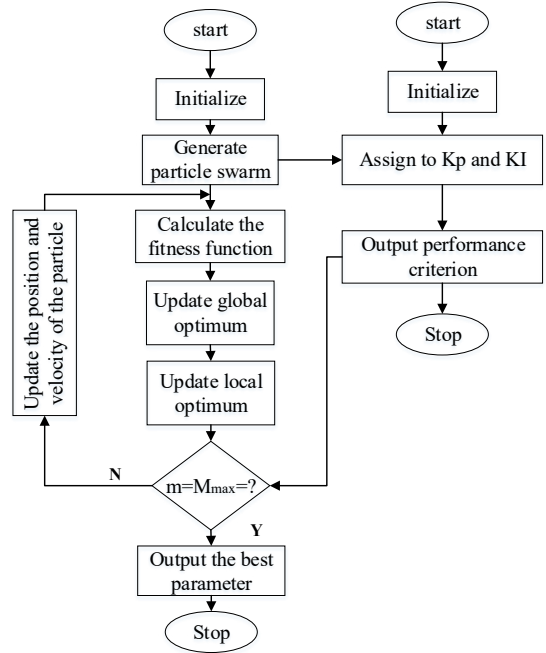 start
Initialize
Generate
particle swarm
Calculate the
fitness function
Update global
optimum
Update local
optimum
m=Mmax=?
N
Y
Output the best
parameter
Stop
Update the position and
velocity of the particle
start
Initialize
Assign to Kp and KI
Output performance
criterion
Stop